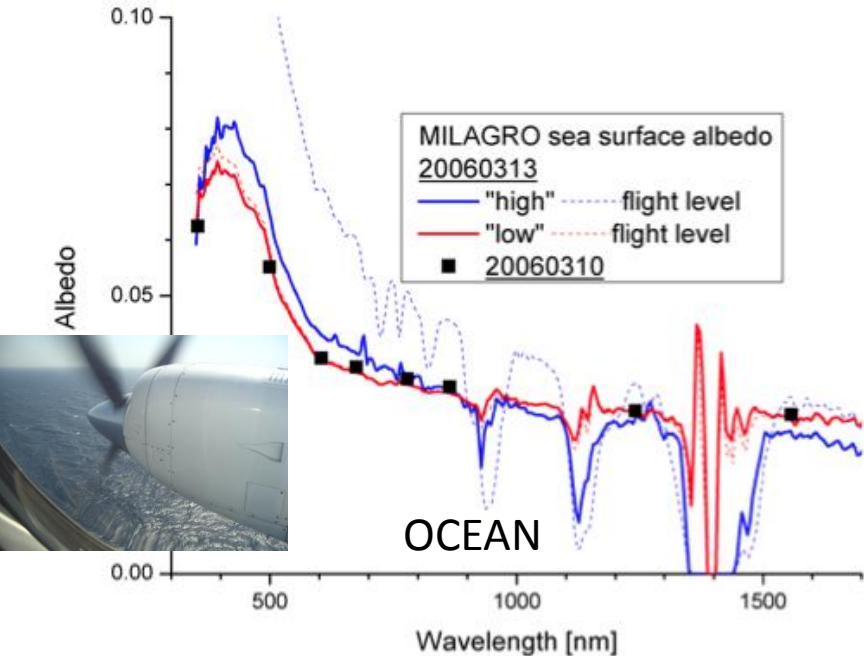 0.10
0.05
0.00
Albedo
MILAGRO sea surface albedo
20060313
"high" flight level
"low" flight level
20060310
OCEAN
500 1000 1500
Wavelength [nm]